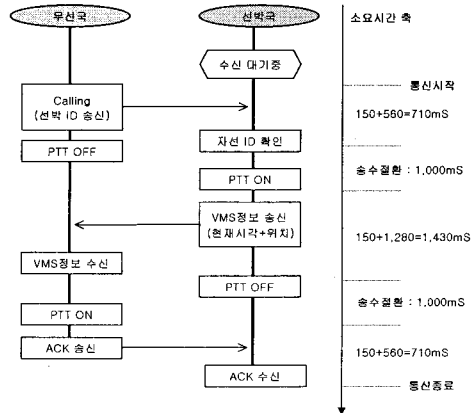 무선국
선박국
소요시간 축
수신 대기중
통신시작
Calling
(선박 ID 송신)
150+560=710mS
PTT OFF
자선 ID 확인
송수절환 : 1,000mS
PTT ON
VMS정보 송신
(현재시각+위치)
150+1,280=1,430mS
VMS정보 수신
PTT OFF
송수절환 : 1,000mS
PTT ON
ACK 송신
150+560=710mS
ACK 수신
통신종료